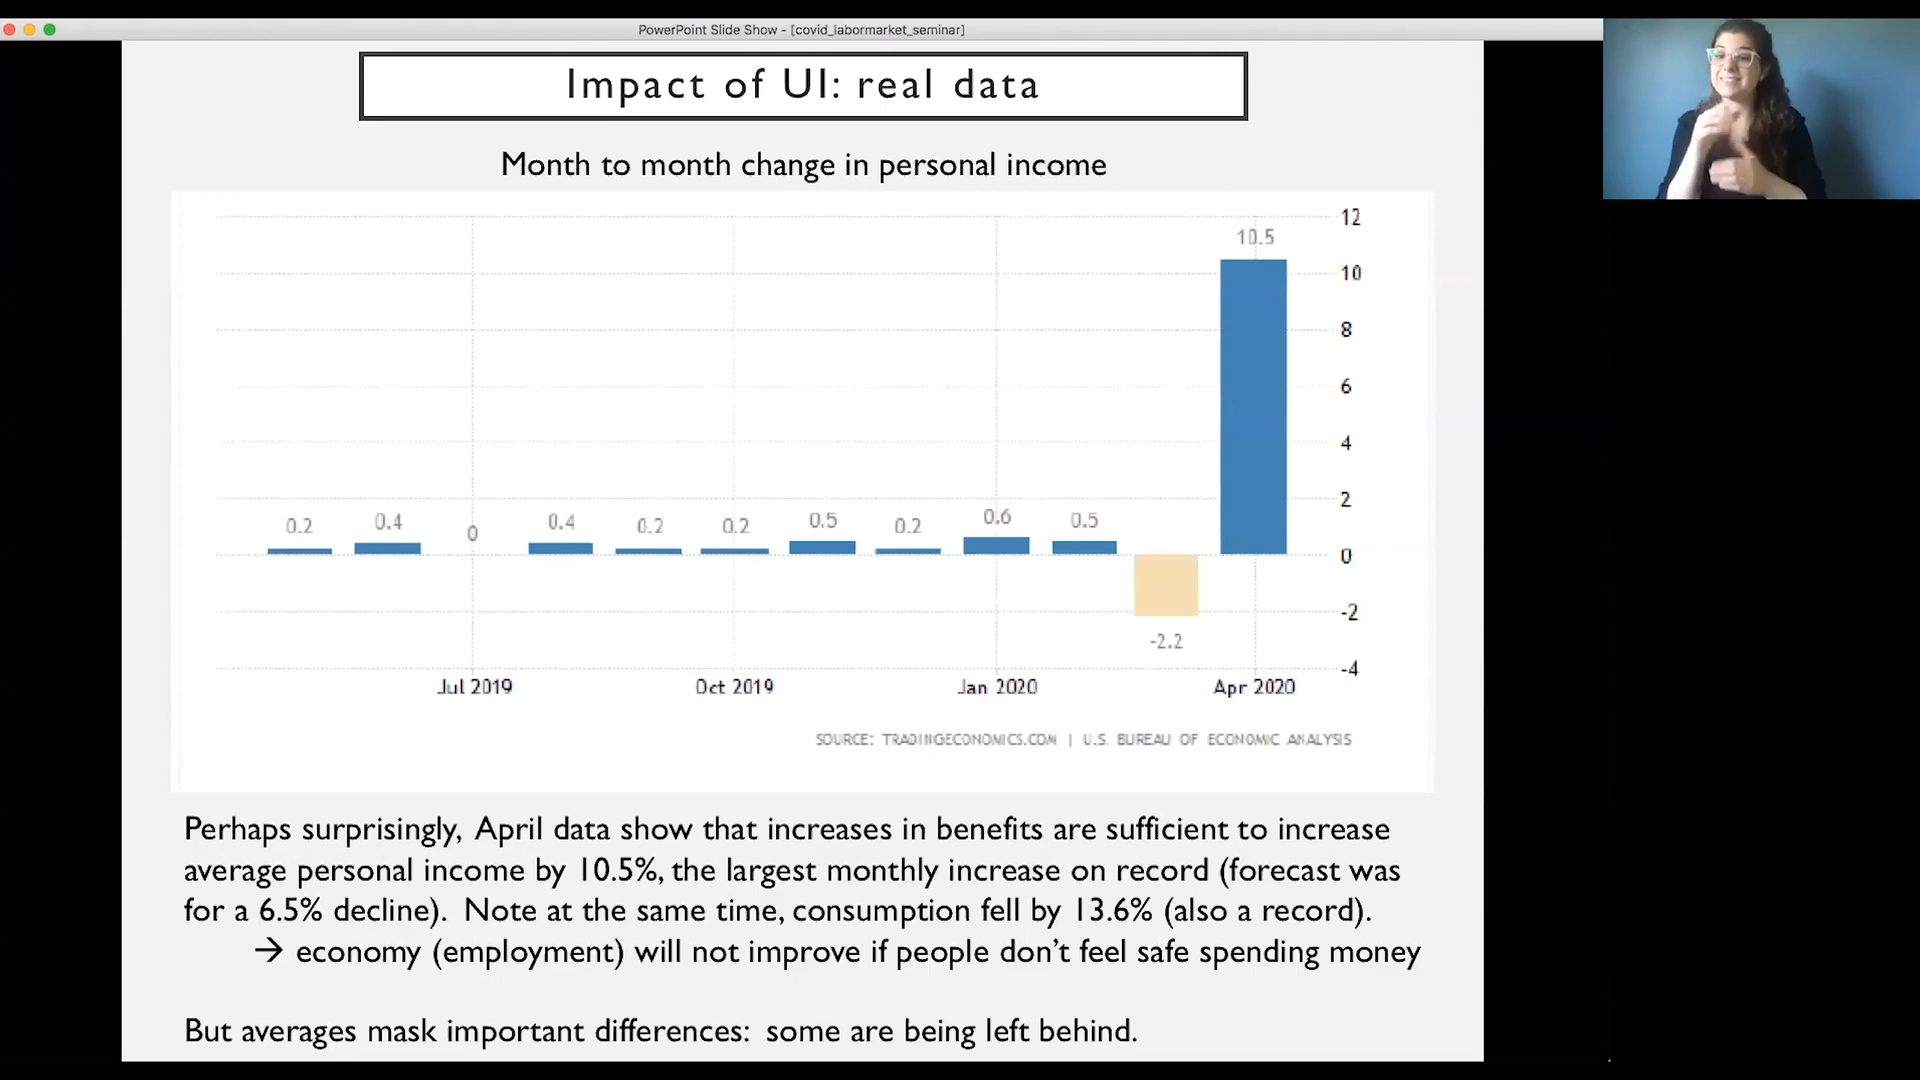 PowerPoint Slide Show - [covid_labormarket_seminar]
Impact of UI: real data
Month to month change in personal income
12
10.5
10
8
6
4
2
0.2
0.4
0
0.4
0.2
0.2
0.5
0.2
0.6
0.5
0
-2
-2.2
-4
Jul 2019
Oct 2019
Jan 2020
Apr 2020
SOURCE: TRADINGECONOMICS.COM | U.S. BUREAU OF ECONOMIC ANALYSIS
Perhaps surprisingly, April data show that increases in benefits are sufficient to increase
average personal income by 10.5%, the largest monthly increase on record (forecast was
for a 6.5% decline). Note at the same time, consumption fell by 13.6% (also a record).
→ economy (employment) will not improve if people don't feel safe spending money
But averages mask important differences: some are being left behind.